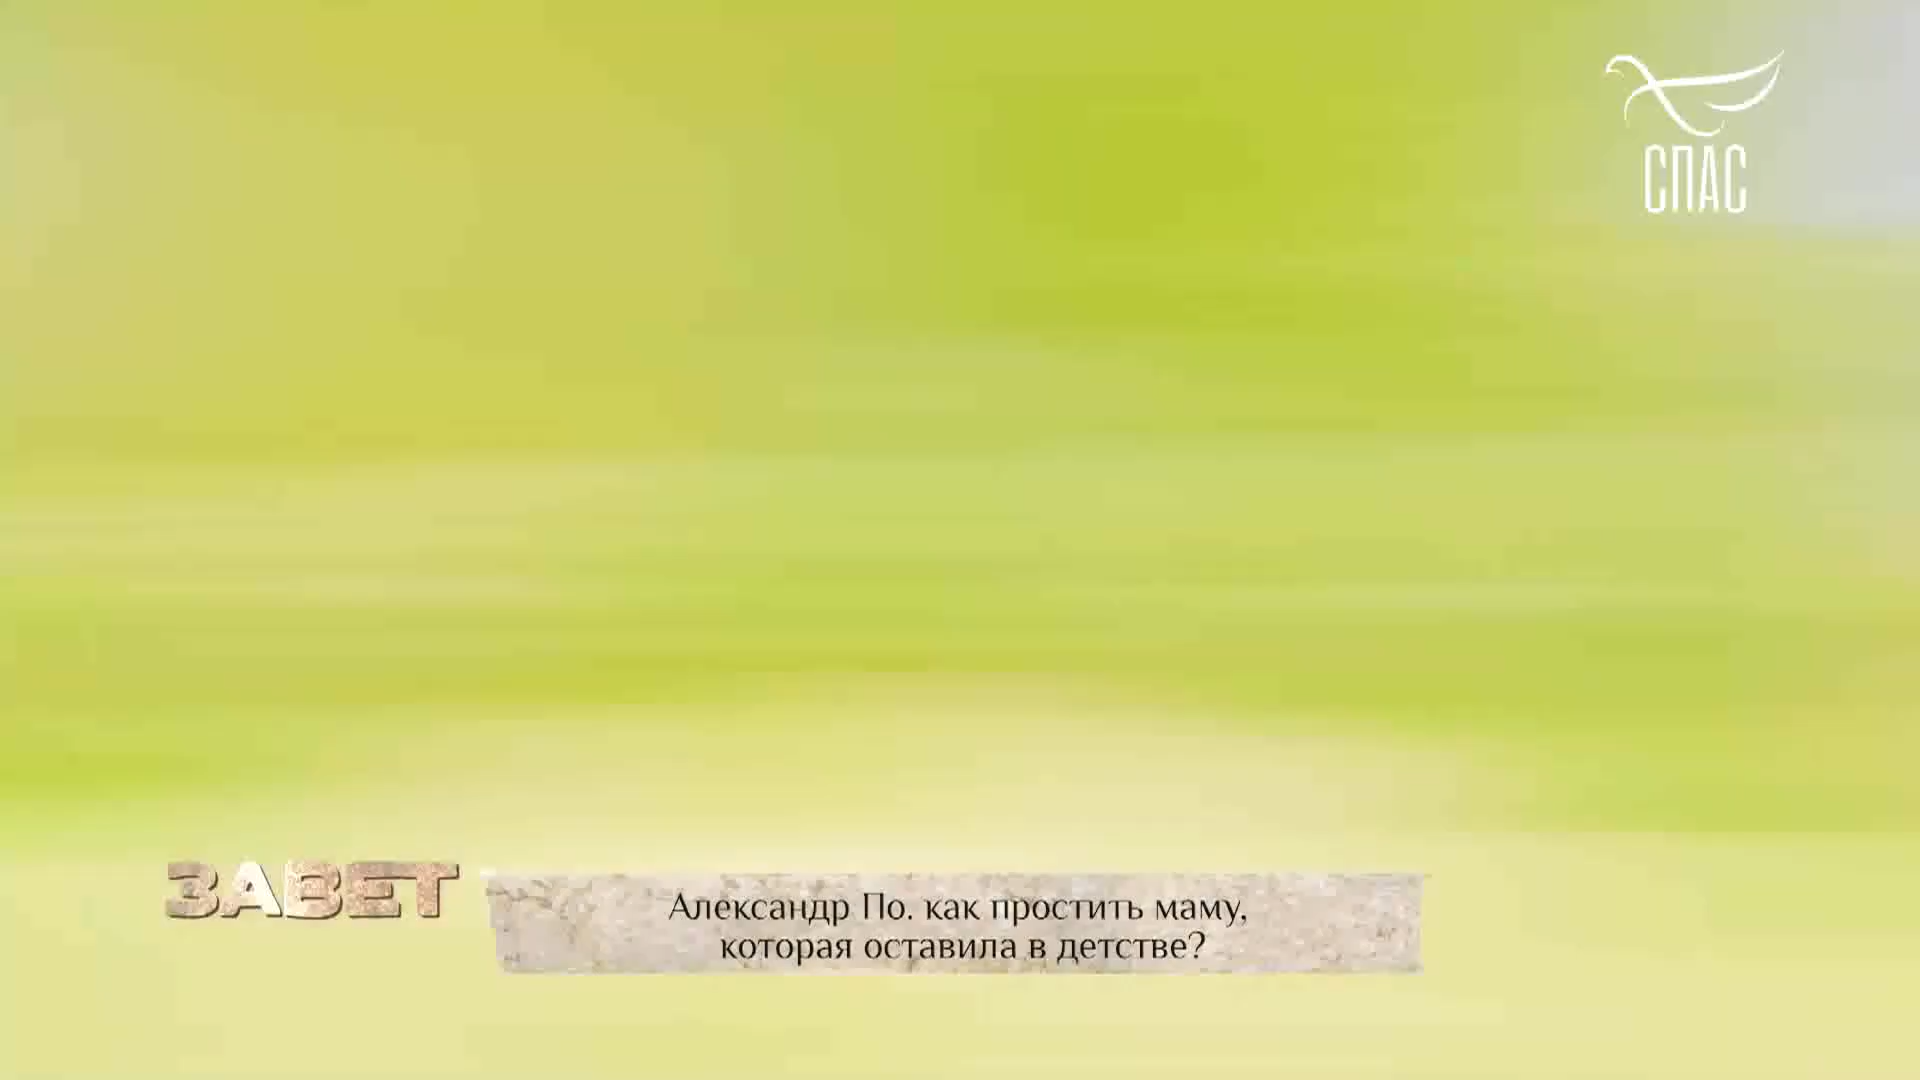 СПАС
ЗАВЕТ
Александр По. как простить маму,
которая оставила в детстве?